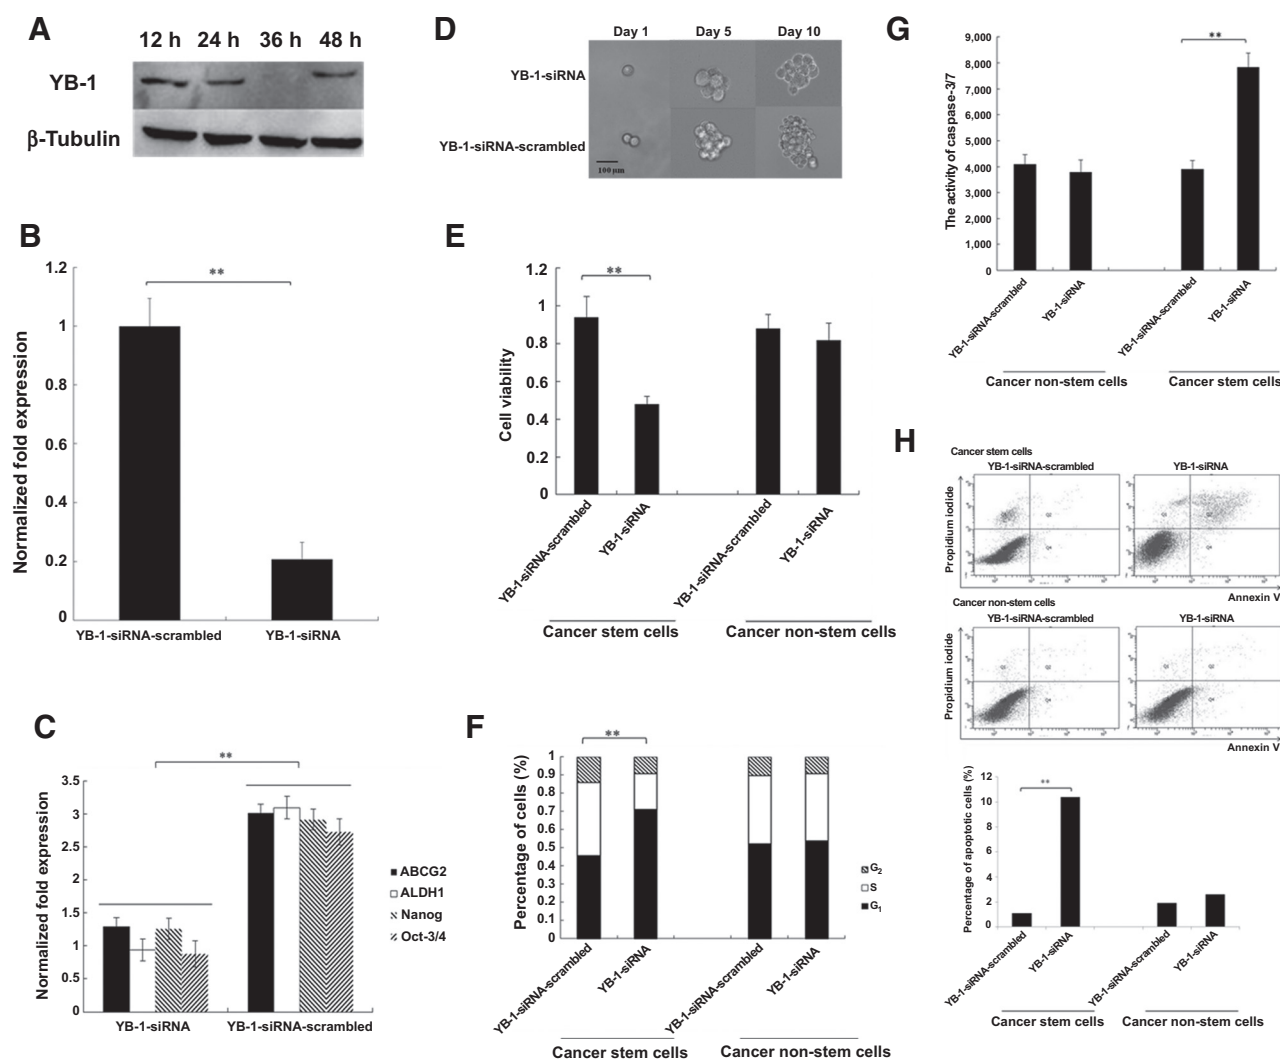 A
12 h 24 h 36 h 48 h
YB-1
β-Tubulin
B
1.2
1
0.8
0.6
0.4
0.2
0
Normalized fold expression
**
YB-1-siRNA-scrambled
YB-1-siRNA
C
3.5
3
2.5
2
1.5
1
0.5
0
Normalized fold expression
**
ABCG2
ALDH1
Nanog
Oct-3/4
YB-1-siRNA
YB-1-siRNA-scrambled
D
Day 1 Day 5 Day 10
YB-1-siRNA
YB-1-siRNA-scrambled
100 µm
E
1.2
1
0.8
0.6
0.4
0.2
0
Cell viability
**
YB-1-siRNA-scrambled
YB-1-siRNA
YB-1-siRNA-scrambled
YB-1-siRNA
Cancer stem cells
Cancer non-stem cells
F
1
0.9
0.8
0.7
0.6
0.5
0.4
0.3
0.2
0.1
0
Percentage of cells (%)
**
G2
S
G1
YB-1-siRNA-scrambled
YB-1-siRNA
YB-1-siRNA-scrambled
YB-1-siRNA
Cancer stem cells
Cancer non-stem cells
G
9,000
8,000
7,000
6,000
5,000
4,000
3,000
2,000
1,000
0
The activity of caspase-3/7
**
YB-1-siRNA-scrambled
YB-1-siRNA
YB-1-siRNA-scrambled
YB-1-siRNA
Cancer non-stem cells
Cancer stem cells
H
Cancer stem cells
YB-1-siRNA-scrambled
YB-1-siRNA
Propidium iodide
Annexin V
Cancer non-stem cells
YB-1-siRNA-scrambled
YB-1-siRNA
Propidium iodide
Annexin V
12
10
8
6
4
2
0
Percentage of apoptotic cells (%)
**
YB-1-siRNA-scrambled
YB-1-siRNA
YB-1-siRNA-scrambled
YB-1-siRNA
Cancer stem cells
Cancer non-stem cells